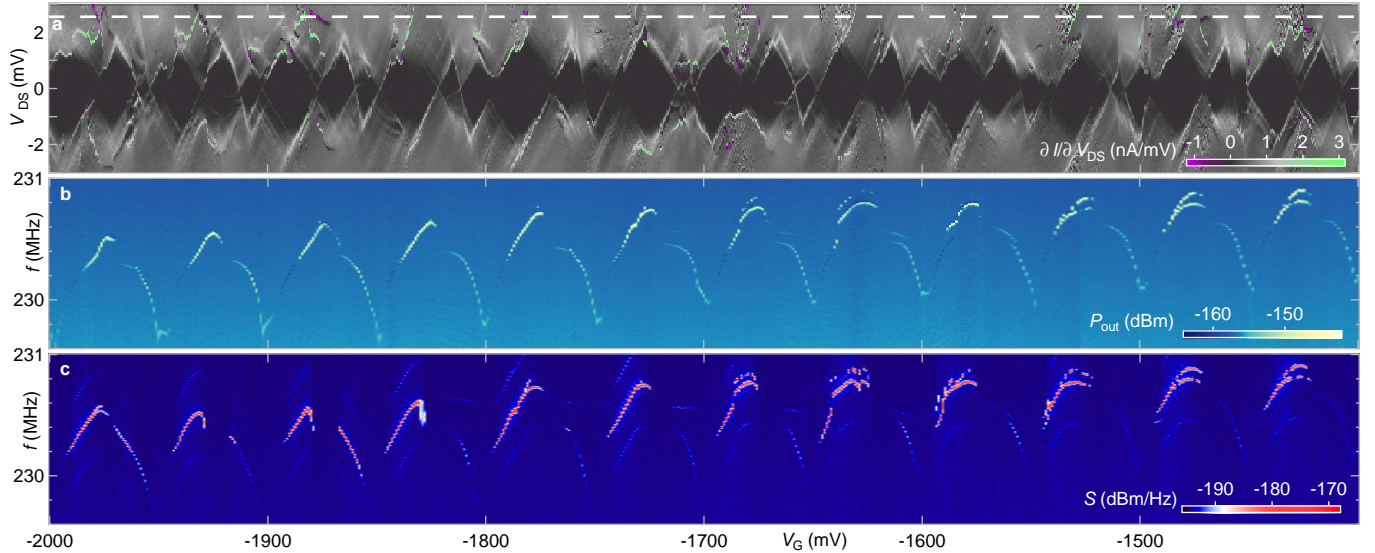 a
2
0
-2
V_DS (mV)
∂ I/∂ V_DS (nA/mV)
-1 0 1 2 3
b
231
230
f (MHz)
P_out (dBm)
-160 -150
c
231
230
f (MHz)
S (dBm/Hz)
-190 -180 -170
-2000 -1900 -1800 -1700 -1600 -1500
V_G (mV)